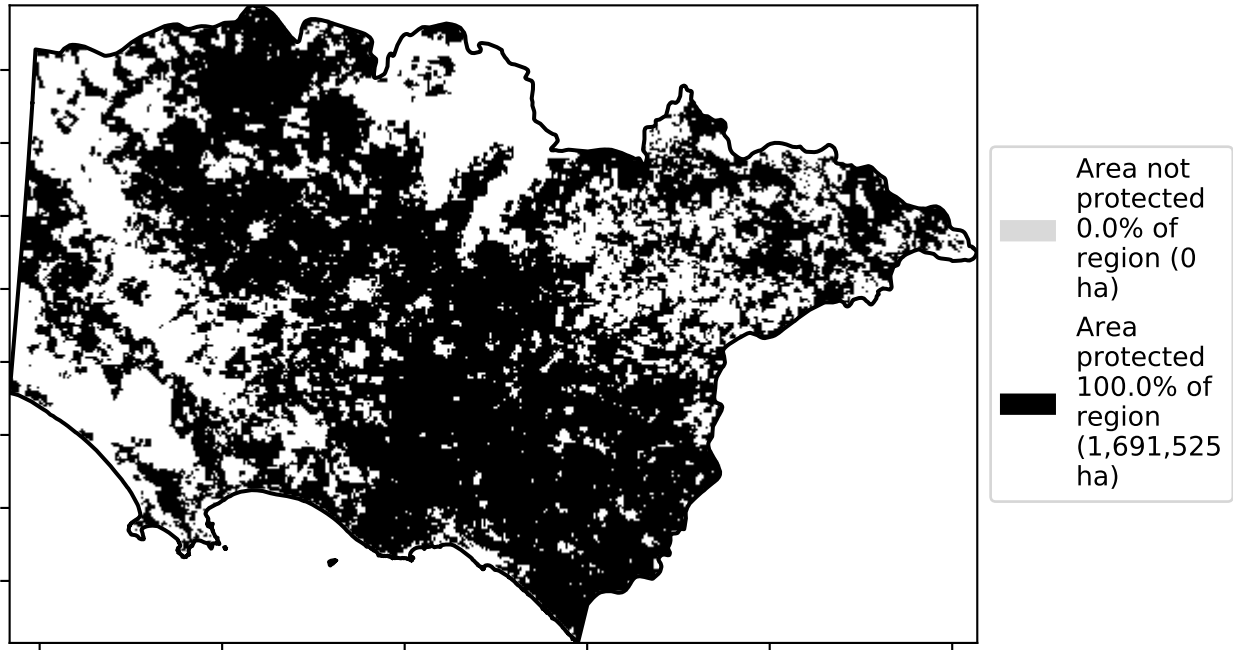 Area not
protected
0.0% of
region (0
ha)
Area
protected
100.0% of
region
(1,691,525
ha)